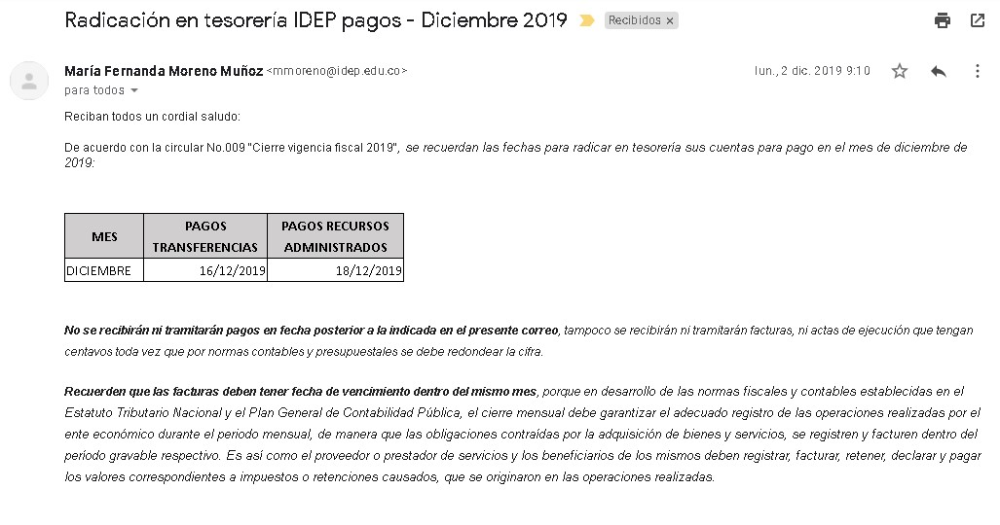 Radicación en tesorería IDEP pagos - Diciembre 2019 Recibidos x
María Fernanda Moreno Muñoz <mmoreno@idep.edu.co> lun., 2 dic. 2019 9:10
para todos
Reciban todos un cordial saludo:
De acuerdo con la circular No.009 "Cierre vigencia fiscal 2019", se recuerdan las fechas para radicar en tesorería sus cuentas para pago en el mes de diciembre de
2019:
MES PAGOS TRANSFERENCIAS PAGOS RECURSOS ADMINISTRADOS
DICIEMBRE 16/12/2019 18/12/2019
No se recibirán ni tramitarán pagos en fecha posterior a la indicada en el presente correo, tampoco se recibirán ni tramitarán facturas, ni actas de ejecución que tengan
centavos toda vez que por normas contables y presupuestales se debe redondear la cifra.
Recuerden que las facturas deben tener fecha de vencimiento dentro del mismo mes, porque en desarrollo de las normas fiscales y contables establecidas en el
Estatuto Tributario Nacional y el Plan General de Contabilidad Pública, el cierre mensual debe garantizar el adecuado registro de las operaciones realizadas por el
ente económico durante el periodo mensual, de manera que las obligaciones contraídas por la adquisición de bienes y servicios, se registren y facturen dentro del
período gravable respectivo. Es así como el proveedor o prestador de servicios y los beneficiarios de los mismos deben registrar, facturar, retener, declarar y pagar
los valores correspondientes a impuestos o retenciones causados, que se originaron en las operaciones realizadas.